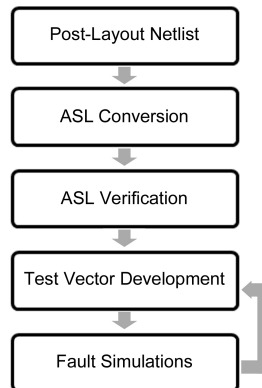 Post-Layout Netlist
ASL Conversion
ASL Verification
Test Vector Development
Fault Simulations